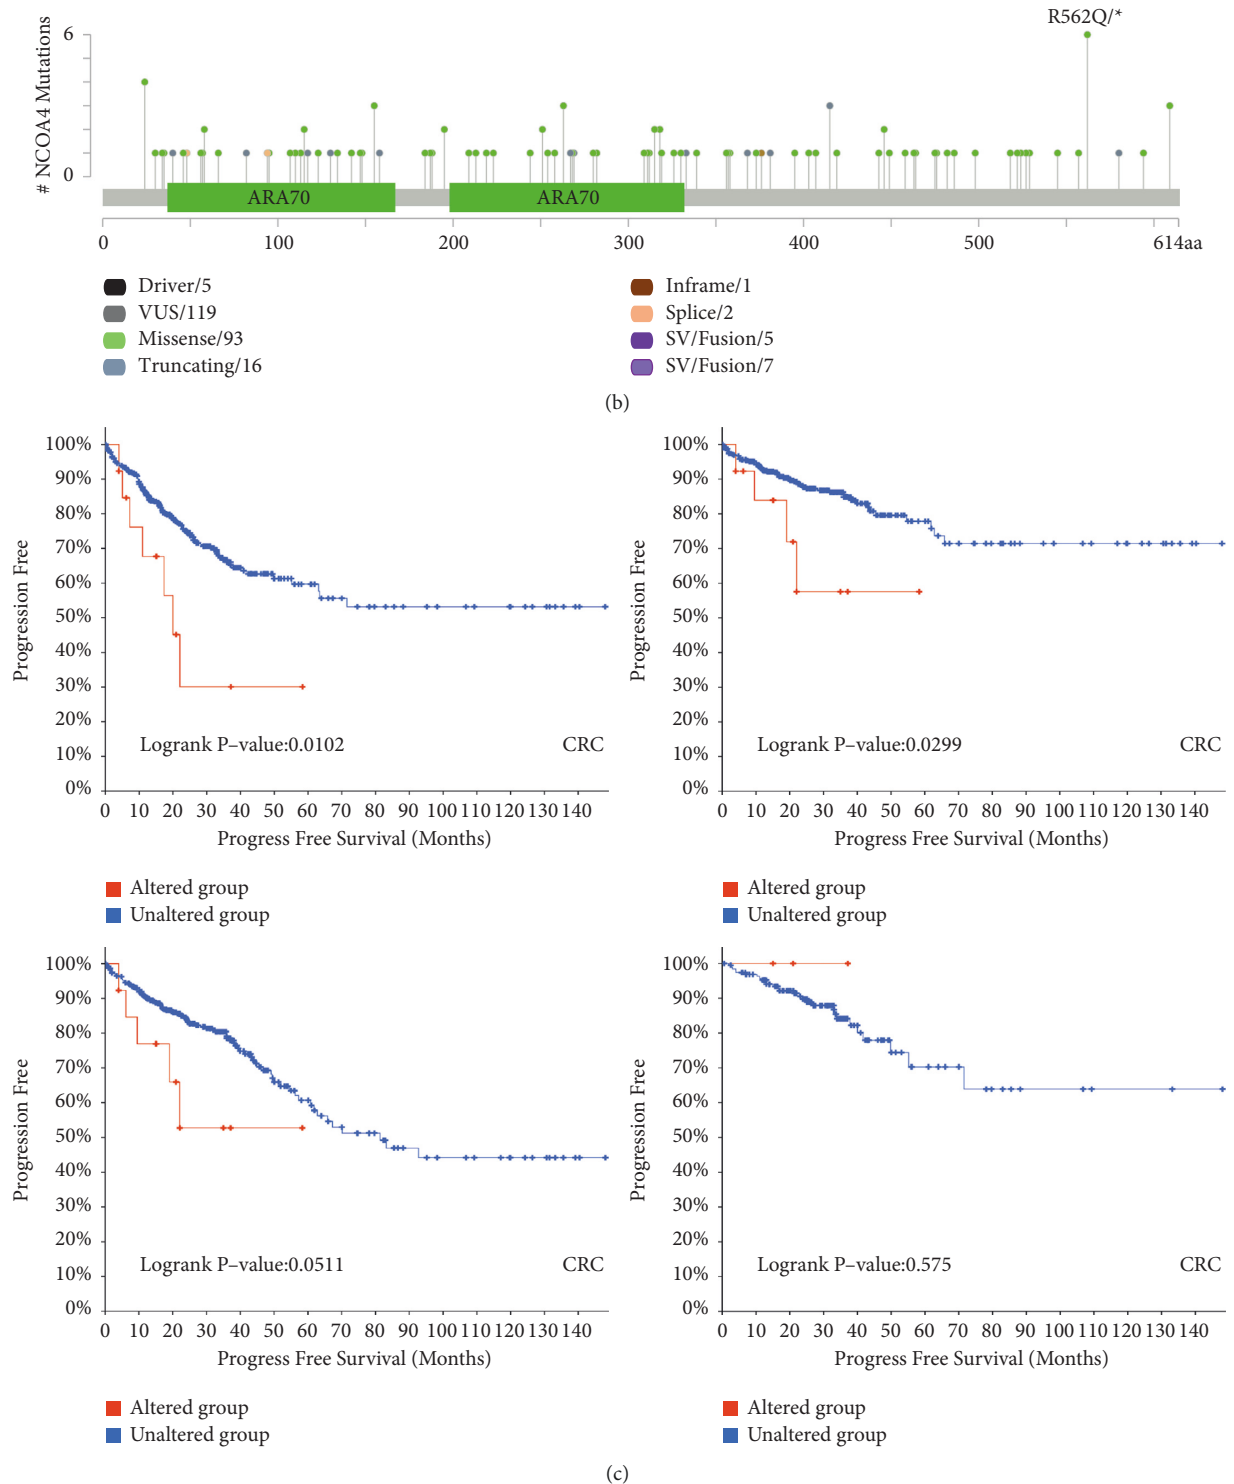 R562Q/*
# NCOA4 Mutations
6
0
ARA70 ARA70
0 100 200 300 400 500 614aa
Driver/5 Inframe/1
VUS/119 Splice/2
Missense/93 SV/Fusion/5
Truncating/16 SV/Fusion/7
(b)
Progression Free
100%
90%
80%
70%
60%
50%
40%
30%
20%
10%
0%
Logrank P–value:0.0102 CRC
0 10 20 30 40 50 60 70 80 90 100 110 120 130 140
Progress Free Survival (Months)
Altered group
Unaltered group
Progression Free
100%
90%
80%
70%
60%
50%
40%
30%
20%
10%
0%
Logrank P–value:0.0299 CRC
0 10 20 30 40 50 60 70 80 90 100 110 120 130 140
Progress Free Survival (Months)
Altered group
Unaltered group
Progression Free
100%
90%
80%
70%
60%
50%
40%
30%
20%
10%
0%
Logrank P–value:0.0511 CRC
0 10 20 30 40 50 60 70 80 90 100 110 120 130 140
Progress Free Survival (Months)
Altered group
Unaltered group
Progression Free
100%
90%
80%
70%
60%
50%
40%
30%
20%
10%
0%
Logrank P–value:0.575 CRC
0 10 20 30 40 50 60 70 80 90 100 110 120 130 140
Progress Free Survival (Months)
Altered group
Unaltered group
(c)